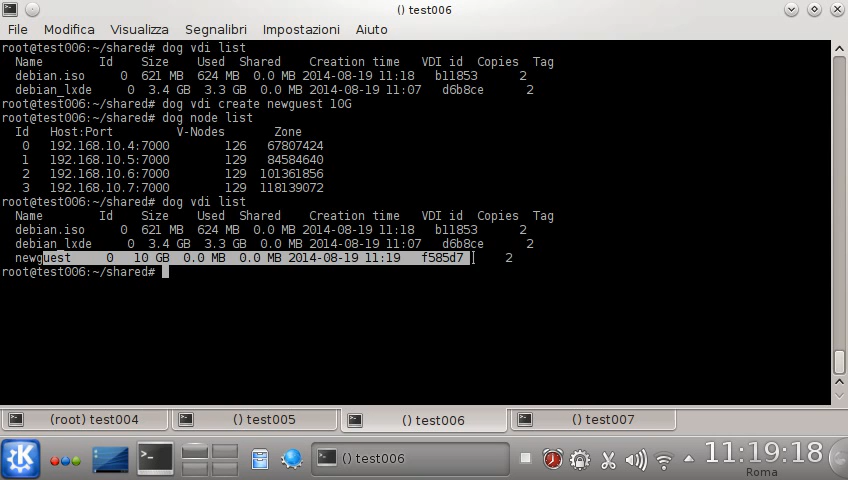 () test006
File Modifica Visualizza Segnalibri Impostazioni Aiuto
root@test006:~/shared# dog vdi list
Name Id Size Used Shared Creation time VDI id Copies Tag
debian.iso 0 621 MB 624 MB 0.0 MB 2014-08-19 11:18 b11853 2
debian_lxde 0 3.4 GB 3.3 GB 0.0 MB 2014-08-19 11:07 d6b8ce 2
root@test006:~/shared# dog vdi create newguest 10G
root@test006:~/shared# dog node list
Id Host:Port V-Nodes Zone
0 192.168.10.4:7000 126 67807424
1 192.168.10.5:7000 129 84584640
2 192.168.10.6:7000 129 101361856
3 192.168.10.7:7000 129 118139072
root@test006:~/shared# dog vdi list
Name Id Size Used Shared Creation time VDI id Copies Tag
debian.iso 0 621 MB 624 MB 0.0 MB 2014-08-19 11:18 b11853 2
debian_lxde 0 3.4 GB 3.3 GB 0.0 MB 2014-08-19 11:07 d6b8ce 2
newguest 0 10 GB 0.0 MB 0.0 MB 2014-08-19 11:19 f585d7 2
root@test006:~/shared#
(root) test004 () test005 () test006 () test007
() test006 11:19:18
Roma